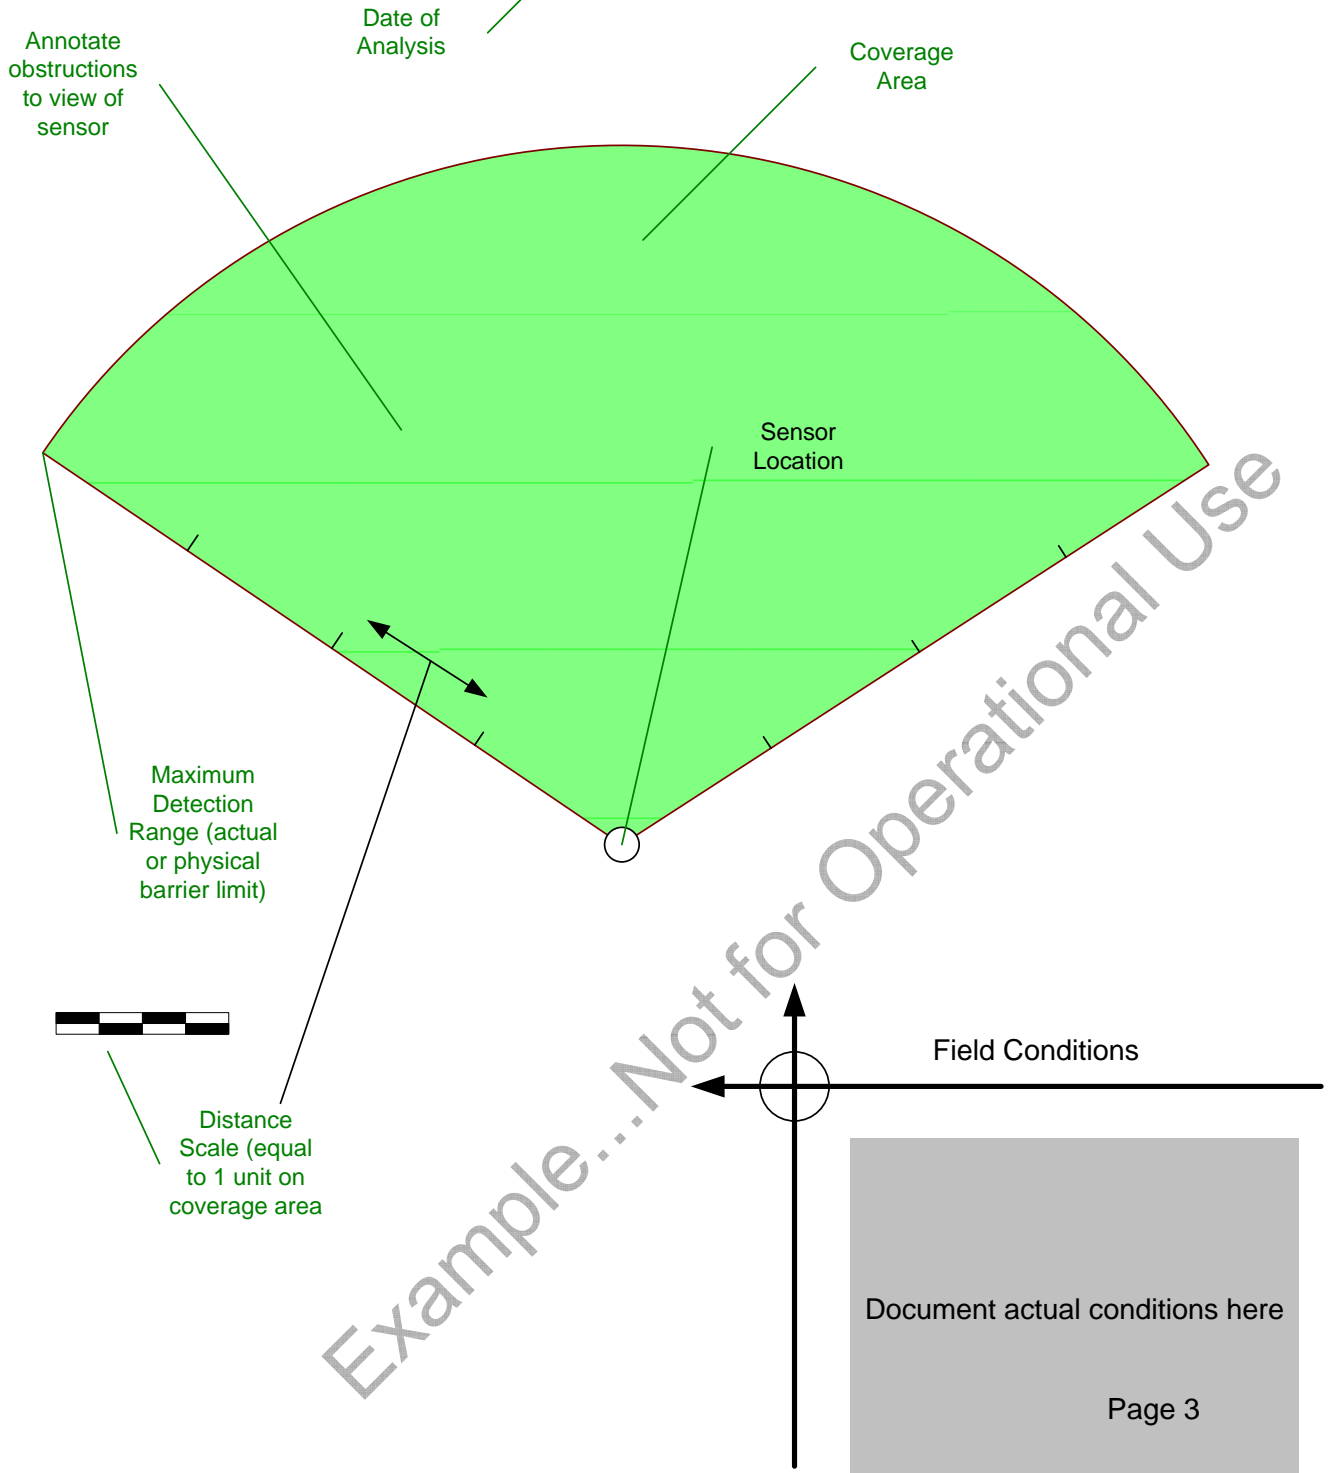 Date of
Analysis
Annotate
obstructions
to view of
sensor
Coverage
Area
Sensor
Location
Maximum
Detection
Range (actual
or physical
barrier limit)
Distance
Scale (equal
to 1 unit on
coverage area
Example...Not for Operational Use
Field Conditions
Document actual conditions here
Page 3